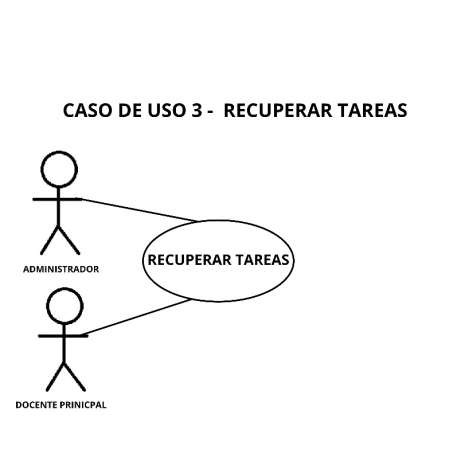 CASO DE USO 3 - RECUPERAR TAREAS
RECUPERAR TAREAS
ADMINISTRADOR
DOCENTE PRINICPAL